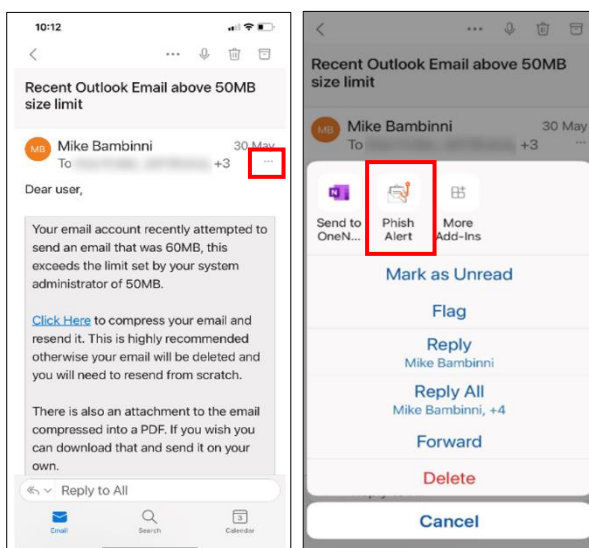 10:12
Recent Outlook Email above 50MB
size limit
MB
Mike Bambinni
30 May
To
+3
Dear user,
Your email account recently attempted to
send an email that was 60MB, this
exceeds the limit set by your system
administrator of 50MB.
Click Here to compress your email and
resend it. This is highly recommended
otherwise your email will be deleted and
you will need to resend from scratch.
There is also an attachment to the email
compressed into a PDF. If you wish you
can download that and send it on your
own.
Reply to All
Email
Search
3
Calendar
Recent Outlook Email above 50MB
size limit
MB
Mike Bambinni
30 May
To
+3
Send to
OneN...
Phish
Alert
More
Add-Ins
Mark as Unread
Flag
Reply
Mike Bambinni
Reply All
Mike Bambinni, +4
Forward
Delete
Cancel